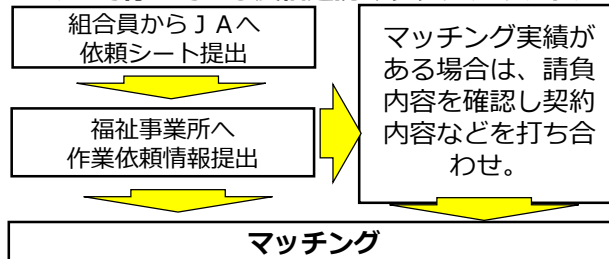 組合員からＪＡへ
依頼シート提出
福祉事業所へ
作業依頼情報提出
マッチング実績が
ある場合は、請負
内容を確認し契約
内容などを打ち合
わせ。
マッチング